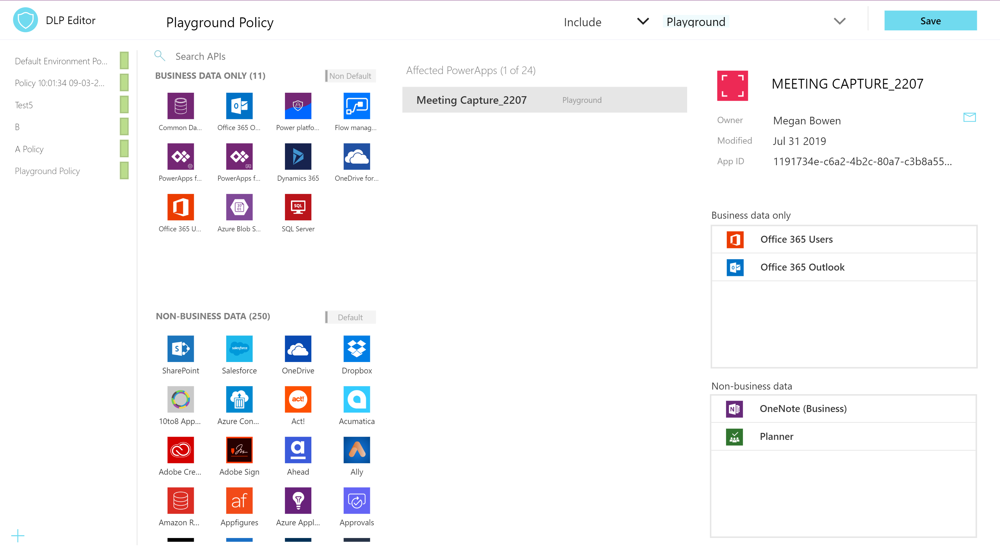 DLP Editor
Playground Policy
Include
Playground
Save
Default Environment Po...
Policy 10:01:34 09-03-2...
Test5
B
A Policy
Playground Policy
Search APIs
BUSINESS DATA ONLY (11)
Non Default
Common Da...
Office 365 O...
Power platfo...
Flow manag...
PowerApps f...
PowerApps f...
Dynamics 365
OneDrive for...
10
01
SQL
Office 365 U...
Azure Blob S...
SQL Server
NON-BUSINESS DATA (250)
Default
salesforce
SharePoint
Salesforce
OneDrive
Dropbox
act!
10to8 App...
Azure Con...
Act!
Acumatica
Adobe Cre...
Adobe Sign
Ahead
Ally
af
Amazon R...
Appfigures
Azure Appl...
Approvals
Affected PowerApps (1 of 24)
Meeting Capture_2207
Playground
MEETING CAPTURE_2207
Owner
Megan Bowen
Modified
Jul 31 2019
App ID
1191734e-c6a2-4b2c-80a7-c3b8a55...
Business data only
Office 365 Users
Office 365 Outlook
Non-business data
OneNote (Business)
Planner